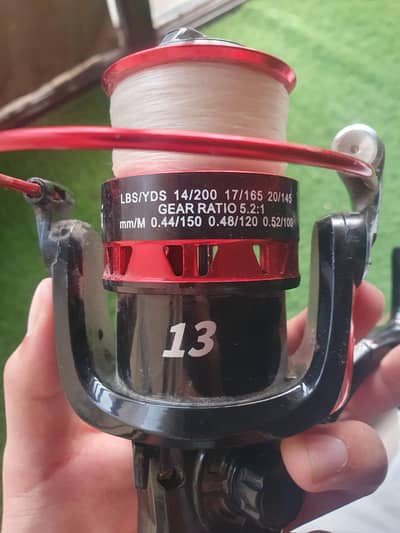 LBS/YDS 14/200 17/165 20/145
GEAR RATIO 5.2:1
mm/M 0.44/150 0.48/120 0.52/100
13